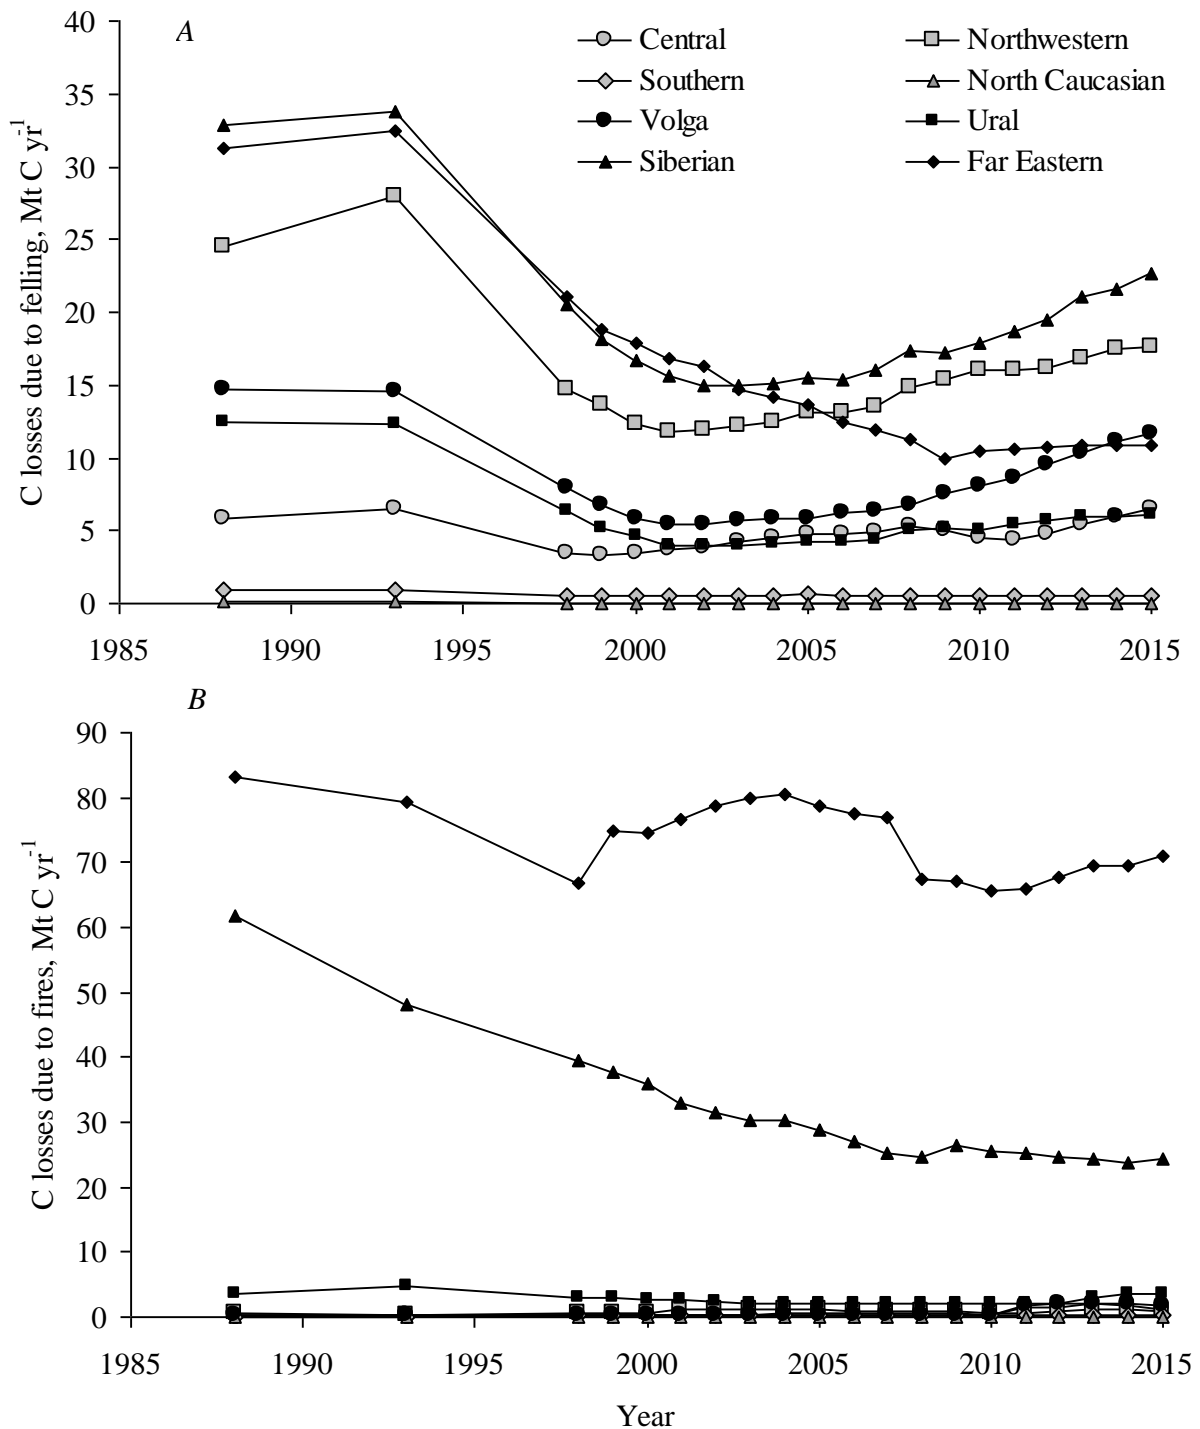 A
40
35
30
25
20
15
10
5
0
C losses due to felling, Mt C yr-1
Central
Northwestern
Southern
North Caucasian
Volga
Ural
Siberian
Far Eastern
1985 1990 1995 2000 2005 2010 2015
B
90
80
70
60
50
40
30
20
10
0
C losses due to fires, Mt C yr-1
1985 1990 1995 2000 2005 2010 2015
Year